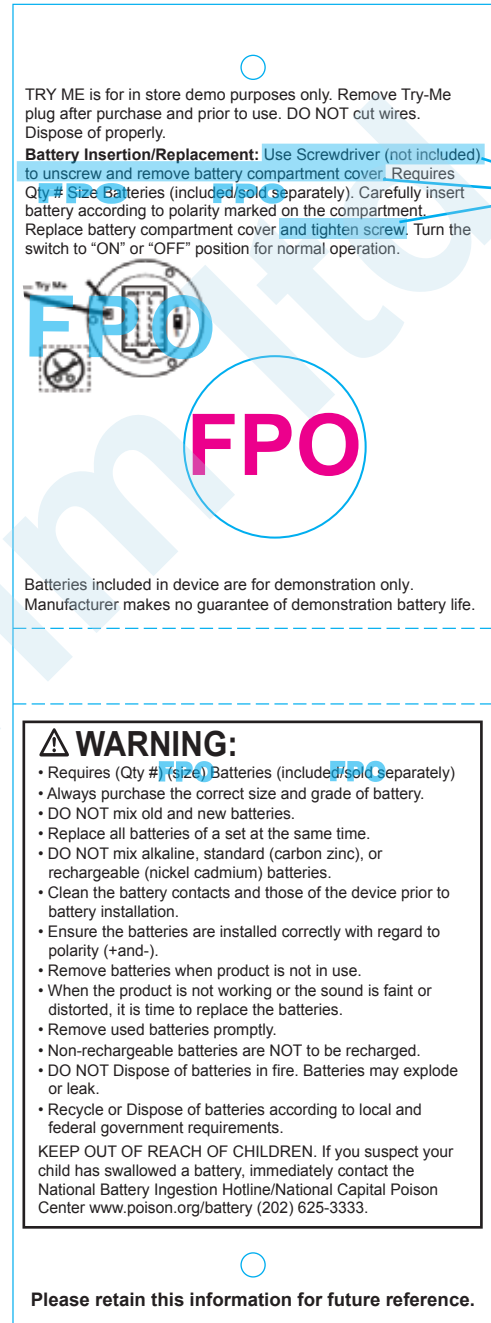 TRY ME is for in store demo purposes only. Remove Try-Me
plug after purchase and prior to use. DO NOT cut wires.
Dispose of properly.
Battery Insertion/Replacement: Use Screwdriver (not included)
to unscrew and remove battery compartment cover. Requires
Qty # Size Batteries (included/sold separately). Carefully insert
FPO FPO
battery according to polarity marked on the compartment.
Replace battery compartment cover and tighten screw. Turn the
switch to “ON” or “OFF” position for normal operation.
Try Me
FPO
FPO
Batteries included in device are for demonstration only.
Manufacturer makes no guarantee of demonstration battery life.
⚠ WARNING:
FPO FPO
• Requires (Qty #) (size) Batteries (included/sold separately)
• Always purchase the correct size and grade of battery.
• DO NOT mix old and new batteries.
• Replace all batteries of a set at the same time.
• DO NOT mix alkaline, standard (carbon zinc), or
rechargeable (nickel cadmium) batteries.
• Clean the battery contacts and those of the device prior to
battery installation.
• Ensure the batteries are installed correctly with regard to
polarity (+and-).
• Remove batteries when product is not in use.
• When the product is not working or the sound is faint or
distorted, it is time to replace the batteries.
• Remove used batteries promptly.
• Non-rechargeable batteries are NOT to be recharged.
• DO NOT Dispose of batteries in fire. Batteries may explode
or leak.
• Recycle or Dispose of batteries according to local and
federal government requirements.
KEEP OUT OF REACH OF CHILDREN. If you suspect your
child has swallowed a battery, immediately contact the
National Battery Ingestion Hotline/National Capital Poison
Center www.poison.org/battery (202) 625-3333.
Please retain this information for future reference.